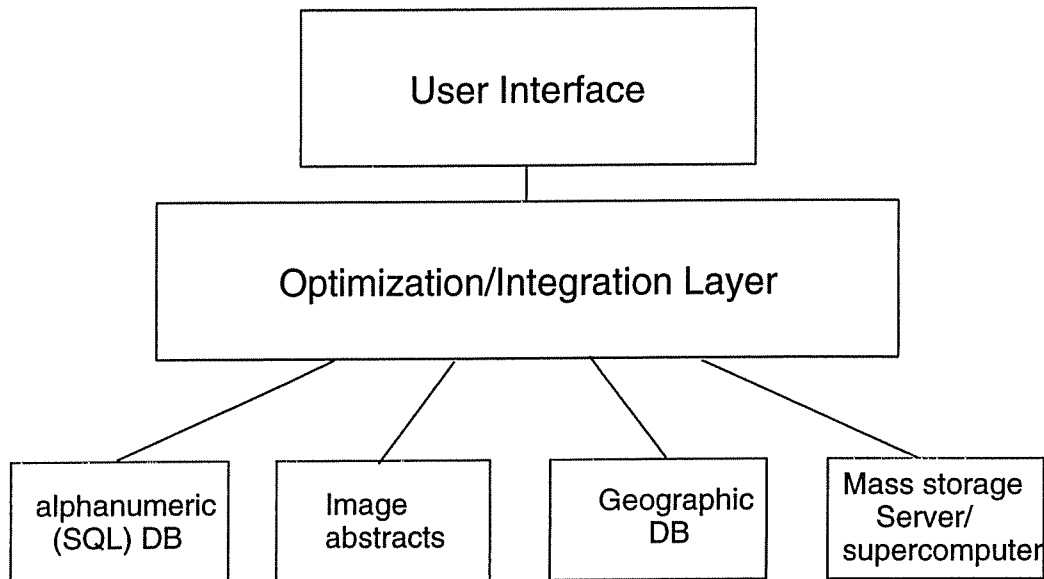 User Interface
Optimization/Integration Layer
alphanumeric
(SQL) DB
Image
abstracts
Geographic
DB
Mass storage
Server/
supercomputer